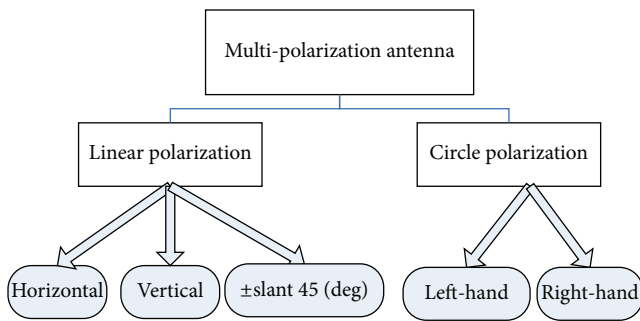 Multi-polarization antenna
Linear polarization
Circle polarization
Horizontal
Vertical
±slant 45 (deg)
Left-hand
Right-hand